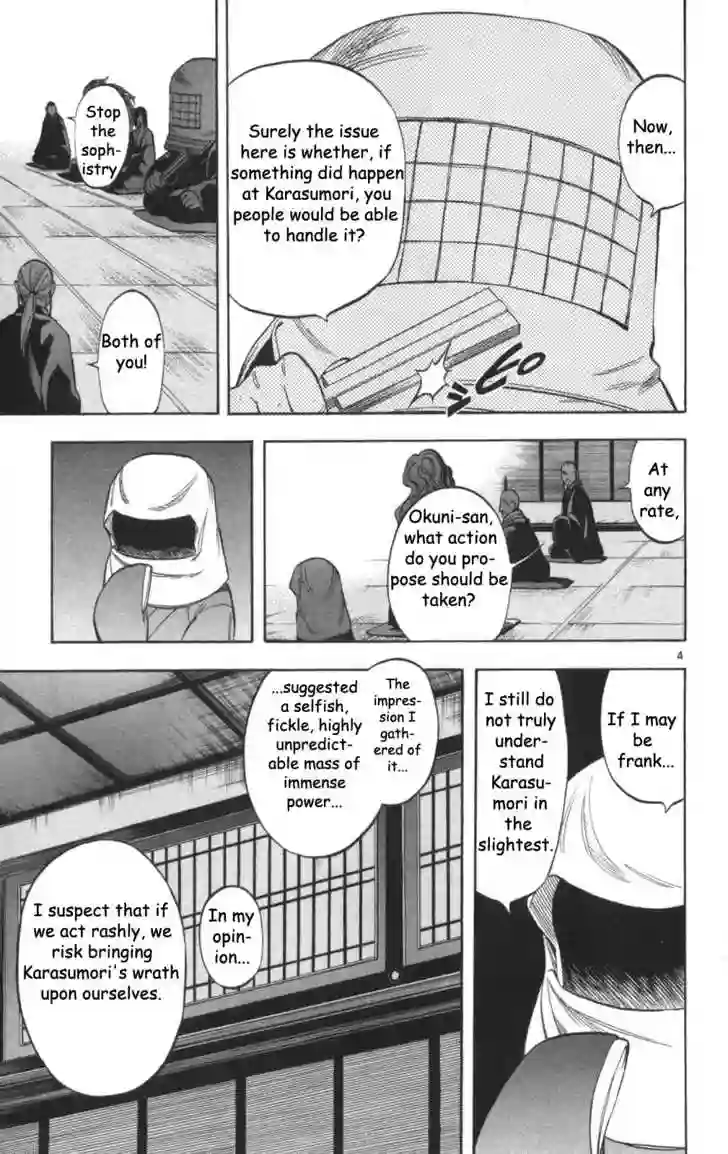 Now,
then...
Surely the issue
here is whether, if
something did happen
at Karasumori, you
people would be able
to handle it?
ピロ
Stop
the
soph-
istry
Both of
you!
At
any
rate,
Okuni-san,
what action
do you pro-
pose should be
taken?
4
If I may
be
frank...
I still do
not truly
under-
stand
Karasu-
mori in
the
slightest.
The
impres-
sion I
gath-
ered of
it...
...suggested
a selfish,
fickle, highly
unpredict-
able mass of
immense
power...
In my
opin-
ion...
I suspect that if
we act rashly, we
risk bringing
Karasumori's wrath
upon ourselves.